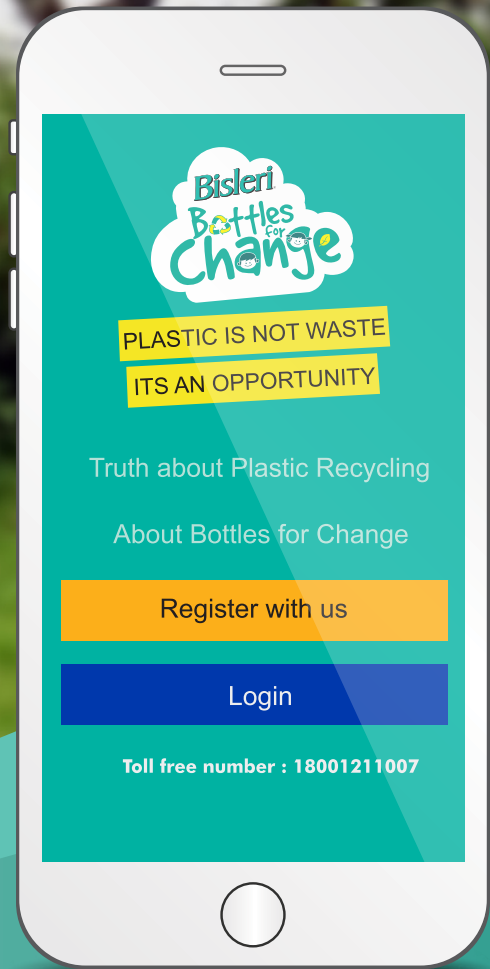 Bisleri
Bottles
for
Change
PLASTIC IS NOT WASTE
ITS AN OPPORTUNITY
Truth about Plastic Recycling
About Bottles for Change
Register with us
Login
Toll free number : 18001211007